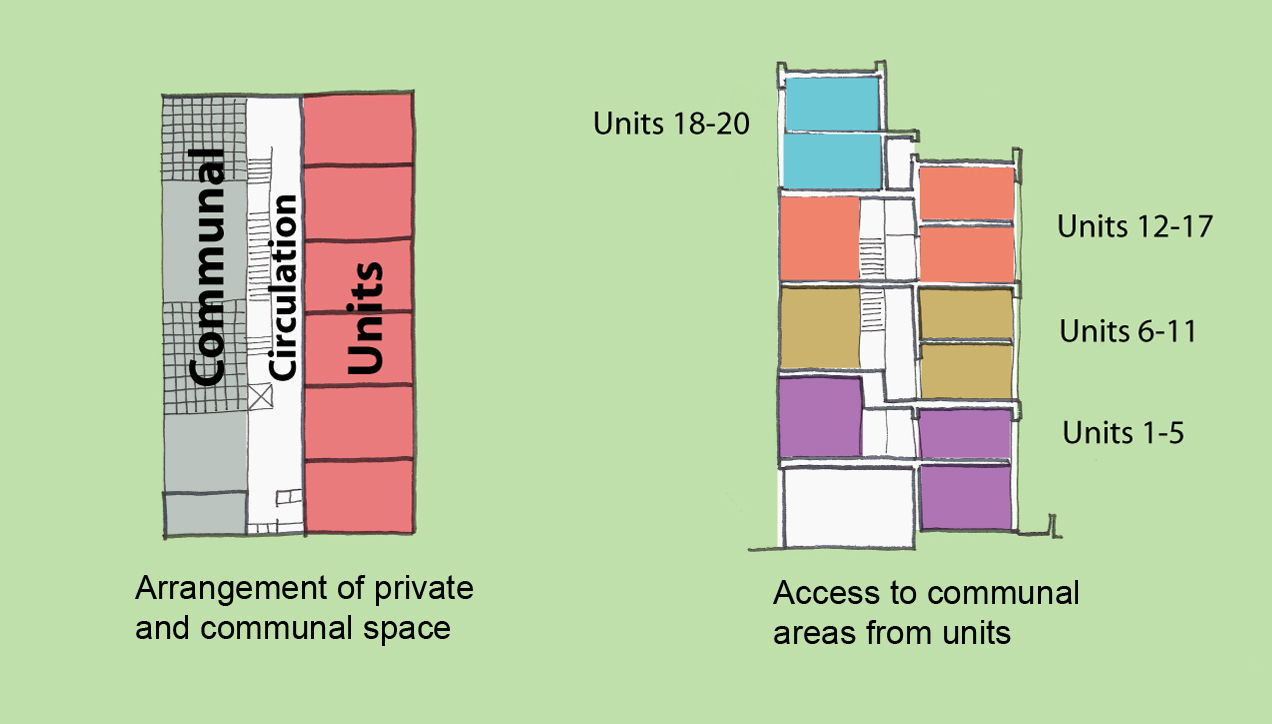 Communal
Circulation
Units
Arrangement of private
and communal space
Units 18-20
Units 12-17
Units 6-11
Units 1-5
Access to communal
areas from units